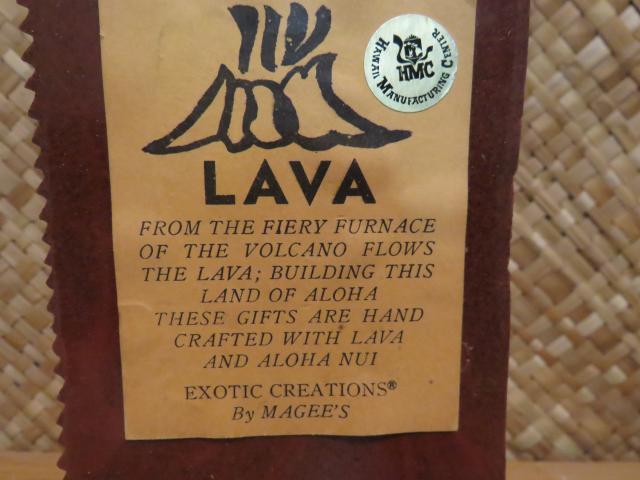 HAWAII MANUFACTURING CENTER
HMC
LAVA
FROM THE FIERY FURNACE
OF THE VOLCANO FLOWS
THE LAVA; BUILDING THIS
LAND OF ALOHA
THESE GIFTS ARE HAND
CRAFTED WITH LAVA
AND ALOHA NUI
EXOTIC CREATIONS®
By MAGEE'S